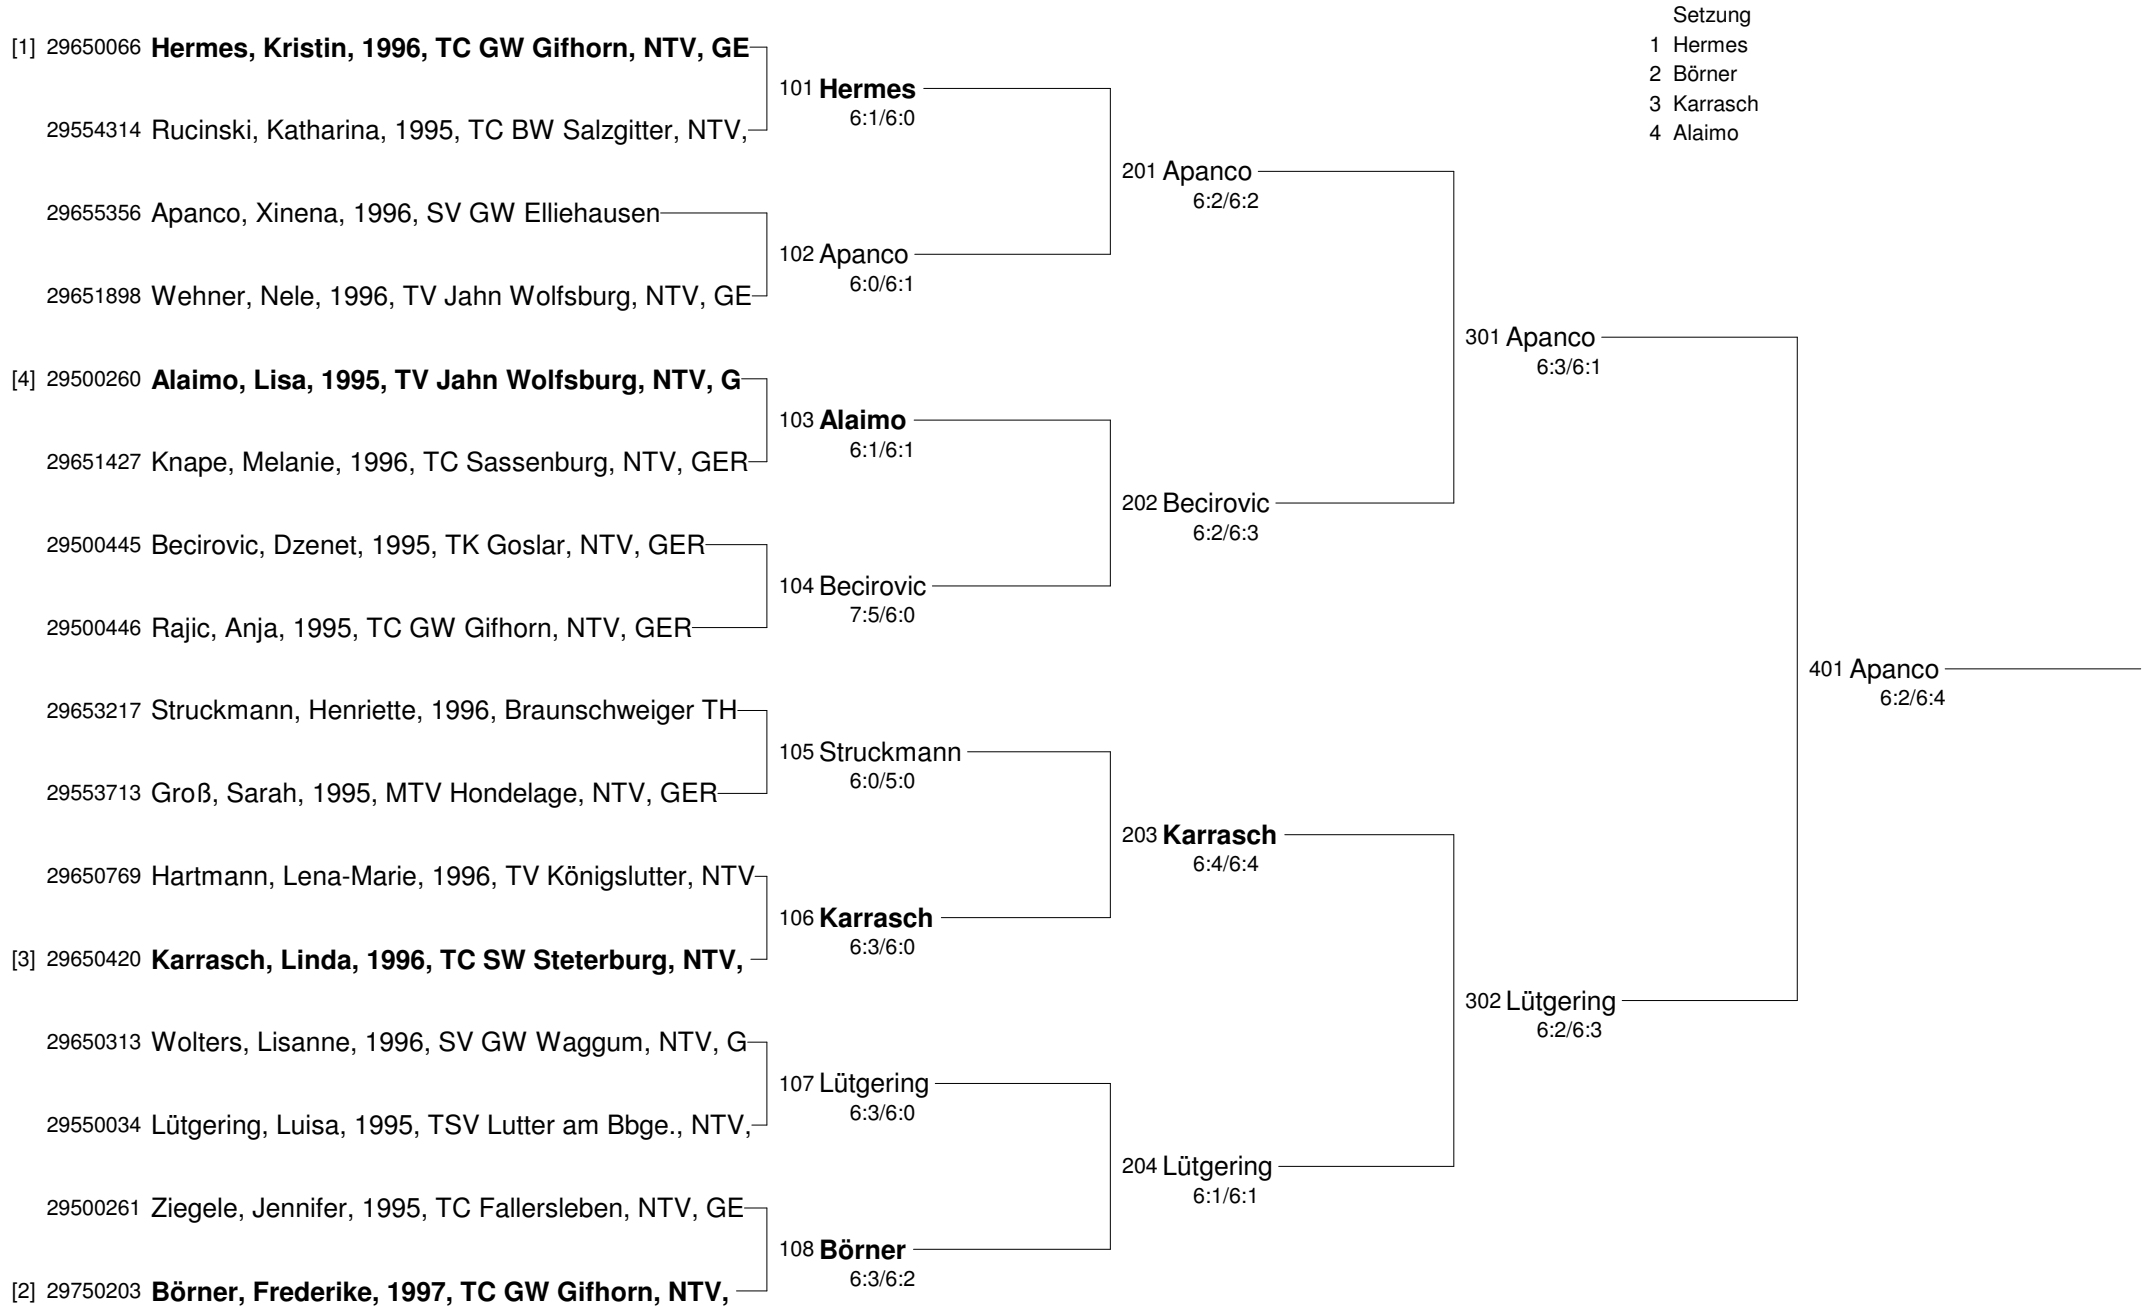 Setzung
1 Hermes
2 Börner
3 Karrasch
4 Alaimo
[1] 29650066 Hermes, Kristin, 1996, TC GW Gifhorn, NTV, GE
101 Hermes
6:1/6:0
29554314 Rucinski, Katharina, 1995, TC BW Salzgitter, NTV,
201 Apanco
6:2/6:2
29655356 Apanco, Xinena, 1996, SV GW Elliehausen
102 Apanco
6:0/6:1
29651898 Wehner, Nele, 1996, TV Jahn Wolfsburg, NTV, GE
301 Apanco
6:3/6:1
[4] 29500260 Alaimo, Lisa, 1995, TV Jahn Wolfsburg, NTV, G
103 Alaimo
6:1/6:1
29651427 Knape, Melanie, 1996, TC Sassenburg, NTV, GER
202 Becirovic
6:2/6:3
29500445 Becirovic, Dzenet, 1995, TK Goslar, NTV, GER
104 Becirovic
7:5/6:0
29500446 Rajic, Anja, 1995, TC GW Gifhorn, NTV, GER
401 Apanco
6:2/6:4
29653217 Struckmann, Henriette, 1996, Braunschweiger TH
105 Struckmann
6:0/5:0
29553713 Groß, Sarah, 1995, MTV Hondelage, NTV, GER
203 Karrasch
6:4/6:4
29650769 Hartmann, Lena-Marie, 1996, TV Königslutter, NTV
106 Karrasch
6:3/6:0
[3] 29650420 Karrasch, Linda, 1996, TC SW Steterburg, NTV,
302 Lütgering
6:2/6:3
29650313 Wolters, Lisanne, 1996, SV GW Waggum, NTV, G
107 Lütgering
6:3/6:0
29550034 Lütgering, Luisa, 1995, TSV Lutter am Bbge., NTV,
204 Lütgering
6:1/6:1
29500261 Ziegele, Jennifer, 1995, TC Fallersleben, NTV, GE
108 Börner
6:3/6:2
[2] 29750203 Börner, Frederike, 1997, TC GW Gifhorn, NTV,